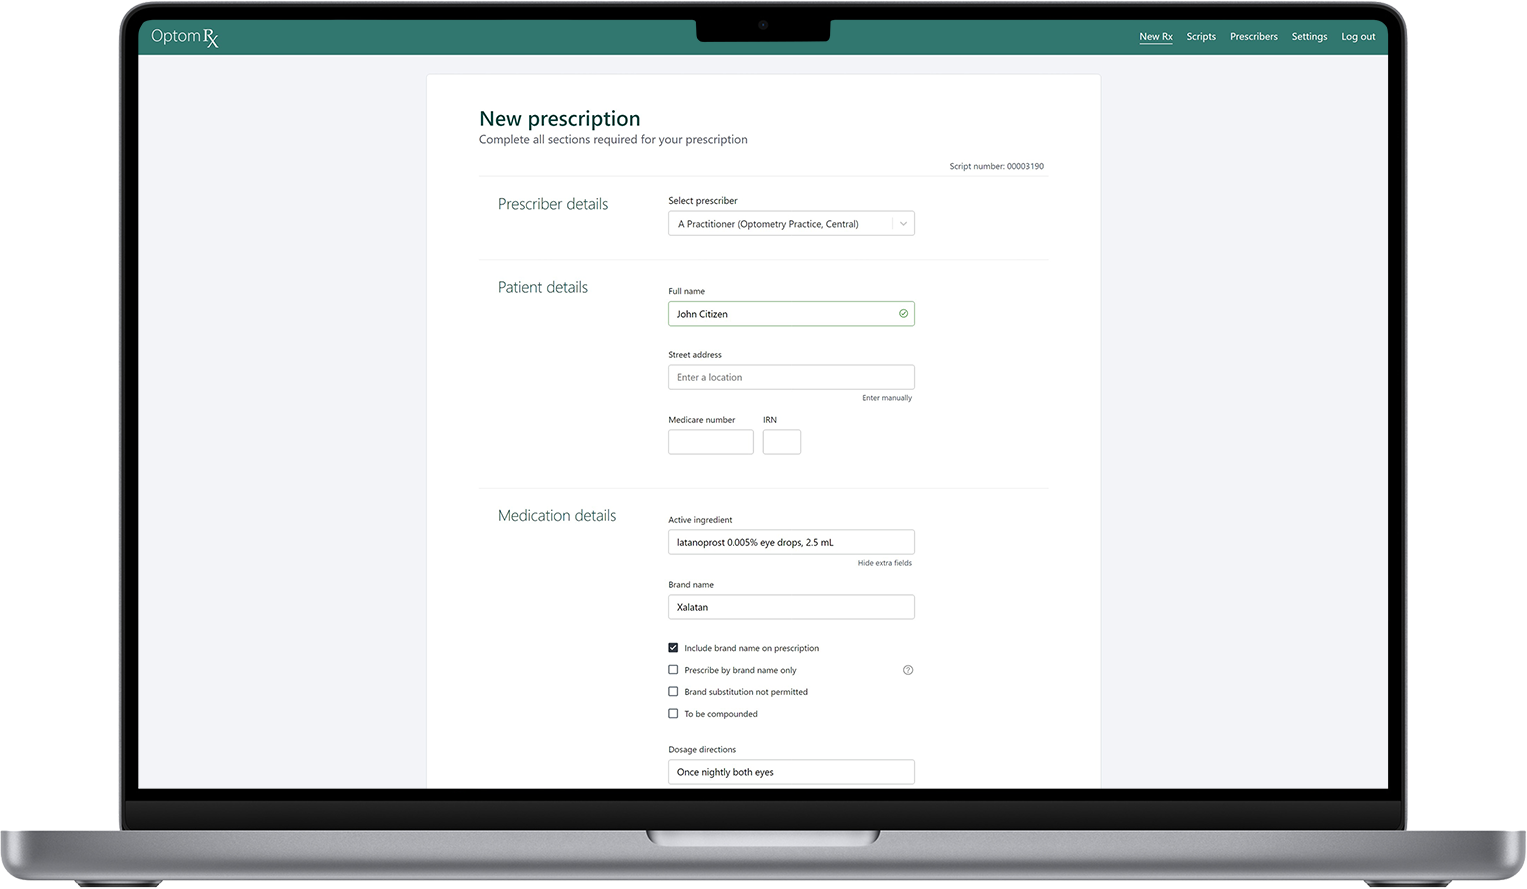 Optom Rx
New Rx Scripts Prescribers Settings Log out
New prescription
Complete all sections required for your prescription
Script number: 00003190
Prescriber details
Select prescriber
A Practitioner (Optometry Practice, Central)
Patient details
Full name
John Citizen
Street address
Enter a location
Enter manually
Medicare number IRN
Medication details
Active ingredient
latanoprost 0.005% eye drops, 2.5 mL
Hide extra fields
Brand name
Xalatan
Include brand name on prescription
Prescribe by brand name only
Brand substitution not permitted
To be compounded
Dosage directions
Once nightly both eyes